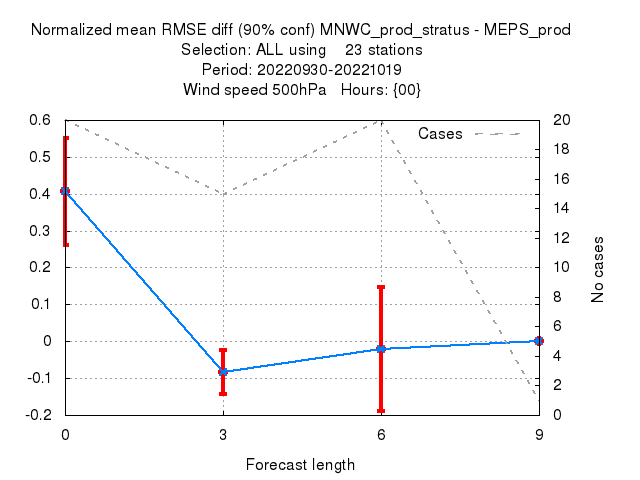 Normalized mean RMSE diff (90% conf) MNWC_prod_stratus - MEPS_prod
Selection: ALL using    23 stations
Period: 20220930-20221019
Wind speed 500hPa   Hours: {00}
Cases
0.6
0.5
0.4
0.3
0.2
0.1
0
-0.1
-0.2
20
18
16
14
12
10
8
6
4
2
0
No cases
0 3 6 9
Forecast length